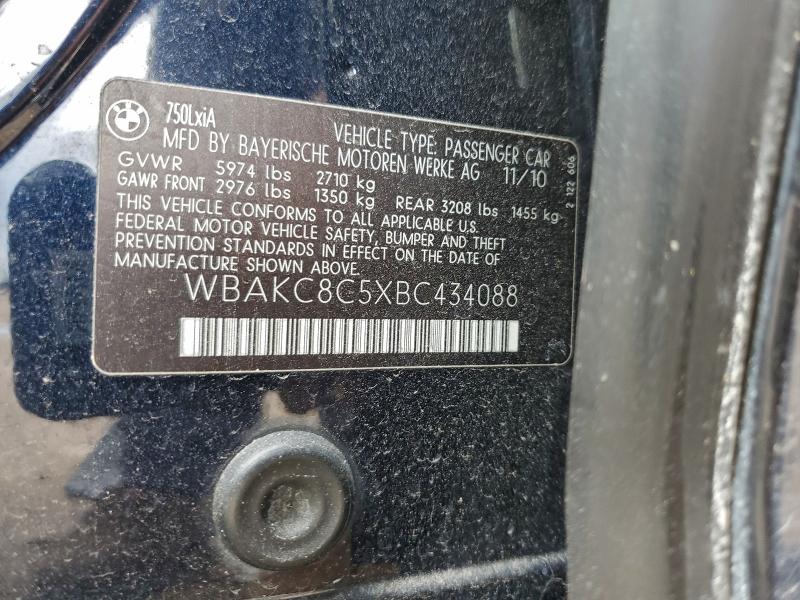 BMW
750LxiA
VEHICLE TYPE: PASSENGER CAR
MFD BY BAYERISCHE MOTOREN WERKE AG 11/10
GVWR 5974 lbs 2710 kg
GAWR FRONT 2976 lbs 1350 kg REAR 3208 lbs 1455 kg
THIS VEHICLE CONFORMS TO ALL APPLICABLE U.S.
FEDERAL MOTOR VEHICLE SAFETY, BUMPER AND THEFT
PREVENTION STANDARDS IN EFFECT ON THE DATE OF
MANUFACTURE SHOWN ABOVE.
WBAKC8C5XBC434088
2 122 606